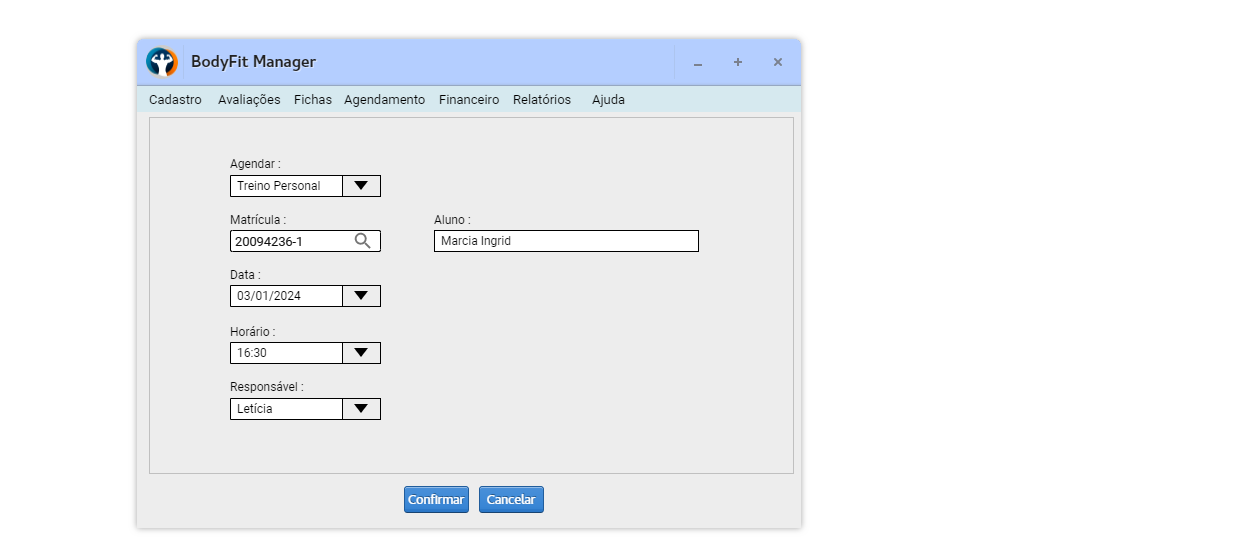 BodyFit Manager
Cadastro Avaliações Fichas Agendamento Financeiro Relatórios Ajuda
Agendar :
Treino Personal
Matrícula : Aluno :
20094236-1 Marcia Ingrid
Data :
03/01/2024
Horário :
16:30
Responsável :
Letícia
Confirmar Cancelar